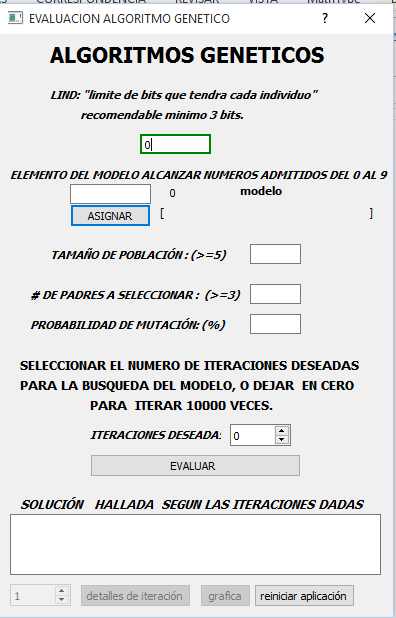 CORRESPONDENCIA REVISAR VISTA
EVALUACION ALGORITMO GENETICO ? ×
ALGORITMOS GENETICOS
LIND: "limite de bits que tendra cada individuo"
recomendable minimo 3 bits.
0
ELEMENTO DEL MODELO ALCANZAR NUMEROS ADMITIDOS DEL 0 AL 9
0 modelo
ASIGNAR [ ]
TAMAÑO DE POBLACIÓN : (>=5)
# DE PADRES A SELECCIONAR : (>=3)
PROBABILIDAD DE MUTACIÓN: (%)
SELECCIONAR EL NUMERO DE ITERACIONES DESEADAS
PARA LA BUSQUEDA DEL MODELO, O DEJAR EN CERO
PARA ITERAR 10000 VECES.
ITERACIONES DESEADA: 0
EVALUAR
SOLUCIÓN HALLADA SEGUN LAS ITERACIONES DADAS
1 detalles de iteración grafica reiniciar aplicación